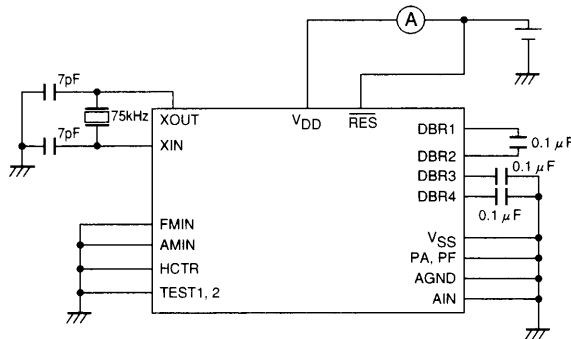 A
7pF
75kHz
7pF
XOUT
XIN
VDD
RES
DBR1
DBR2
DBR3
DBR4
0.1 μF
0.1 μF
0.1 μF
FMIN
AMIN
HCTR
TEST1, 2
VSS
PA, PF
AGND
AIN